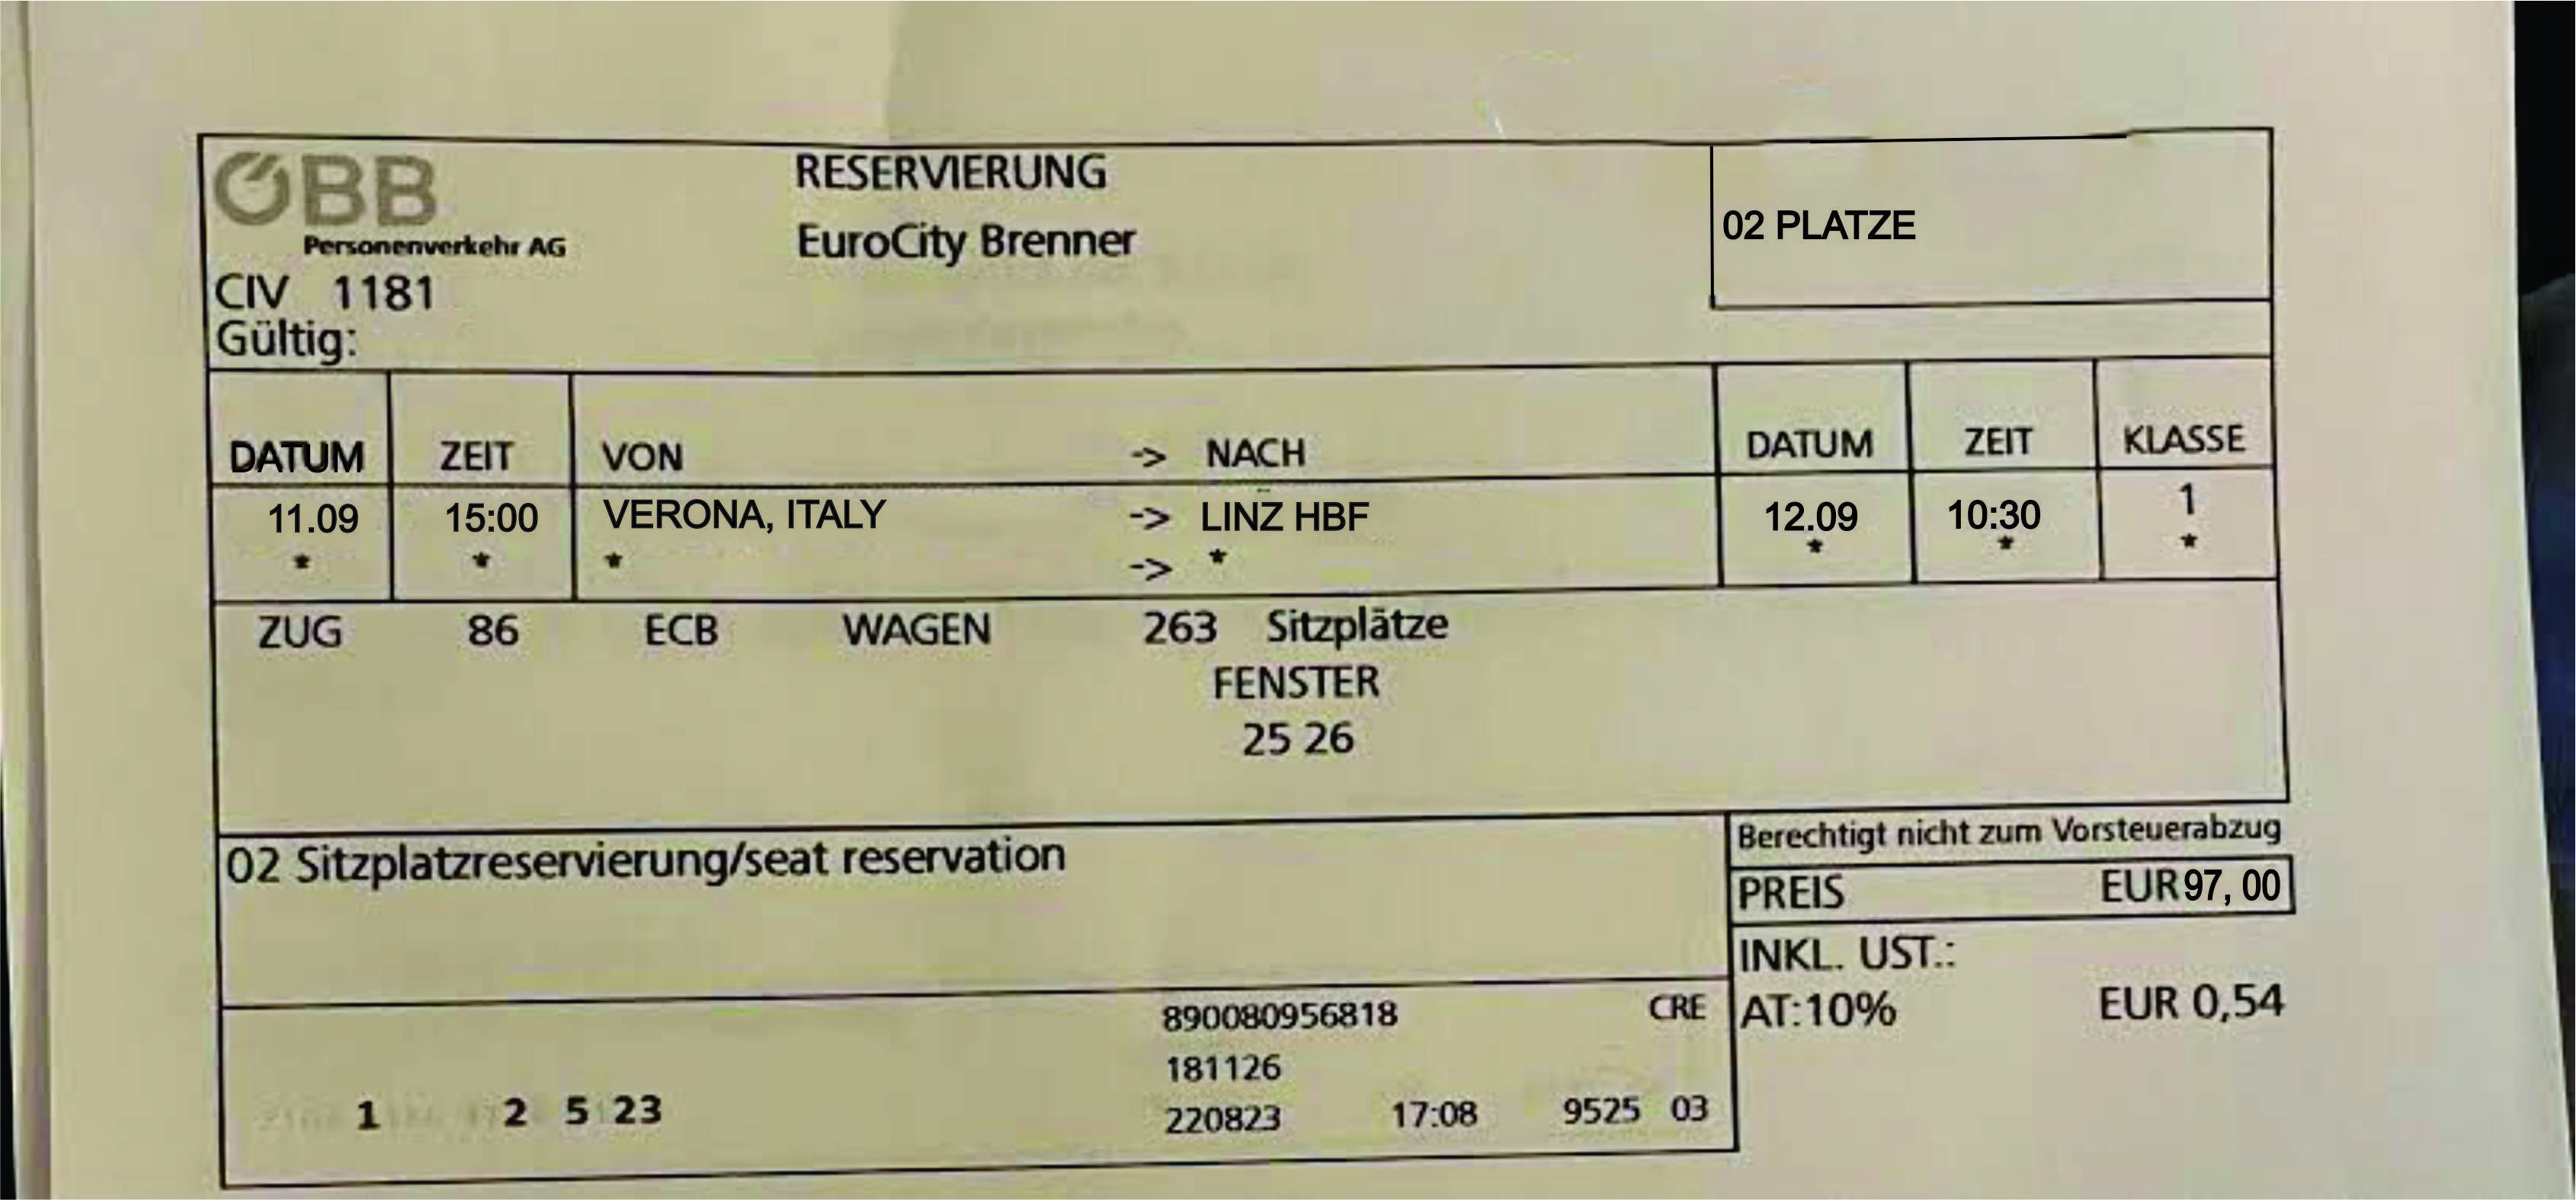 ÖBB
Personenverkehr AG
RESERVIERUNG
EuroCity Brenner
02 PLATZE
CIV 1181
Gültig:
DATUM ZEIT VON -> NACH DATUM ZEIT KLASSE
11.09 15:00 VERONA, ITALY -> LINZ HBF 12.09 10:30 1
* * * -> * * * *
ZUG 86 ECB WAGEN 263 Sitzplätze
FENSTER
25 26
02 Sitzplatzreservierung/seat reservation
Berechtigt nicht zum Vorsteuerabzug
PREIS EUR 97, 00
INKL. UST.:
AT:10% EUR 0,54
890080956818 CRE
181126
220823 17:08 9525 03
1 2 5 23